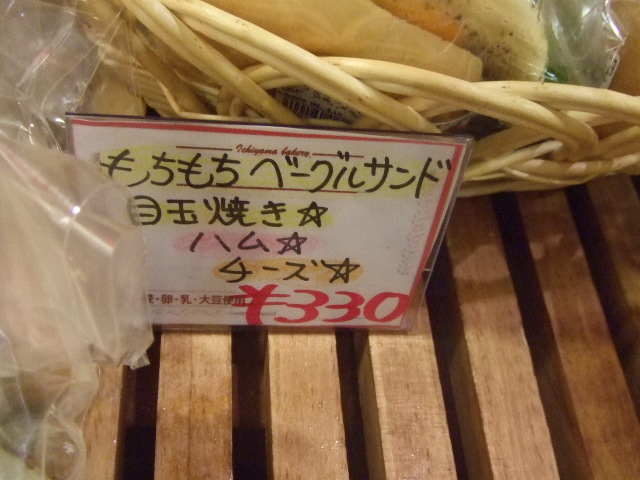 Ichiyama bakery
もちもちベーグルサンド
目玉焼き☆
ハム☆
チーズ☆
・卵・乳・大豆使用
¥330